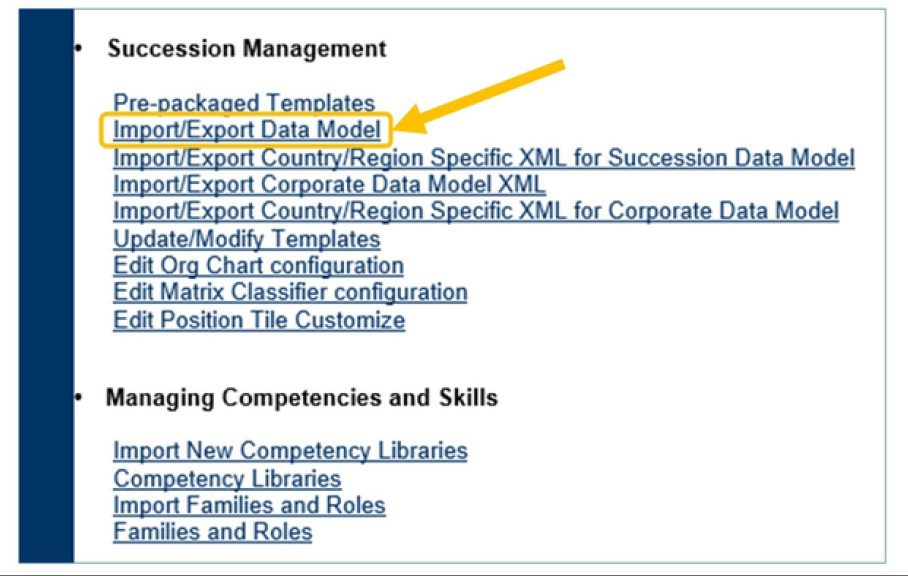 • Succession Management
Pre-packaged Templates
Import/Export Data Model
Import/Export Country/Region Specific XML for Succession Data Model
Import/Export Corporate Data Model XML
Import/Export Country/Region Specific XML for Corporate Data Model
Update/Modify Templates
Edit Org Chart configuration
Edit Matrix Classifier configuration
Edit Position Tile Customize
• Managing Competencies and Skills
Import New Competency Libraries
Competency Libraries
Import Families and Roles
Families and Roles